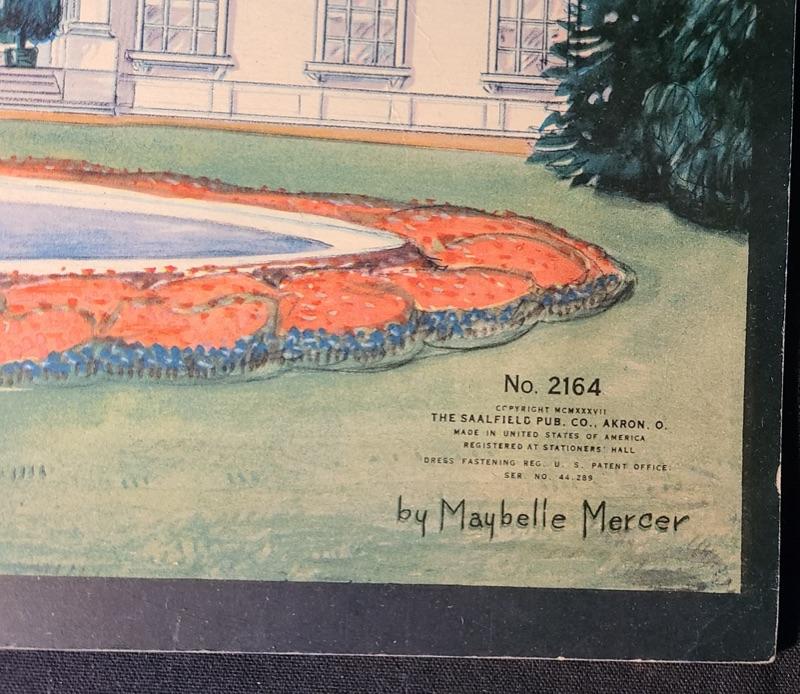 No. 2164
COPYRIGHT MCMXXXVII
THE SAALFIELD PUB. CO., AKRON, O.
MADE IN UNITED STATES OF AMERICA
REGISTERED AT STATIONERS' HALL
DRESS FASTENING REG. U. S. PATENT OFFICE:
SER. NO. 44,289
by Maybelle Mercer